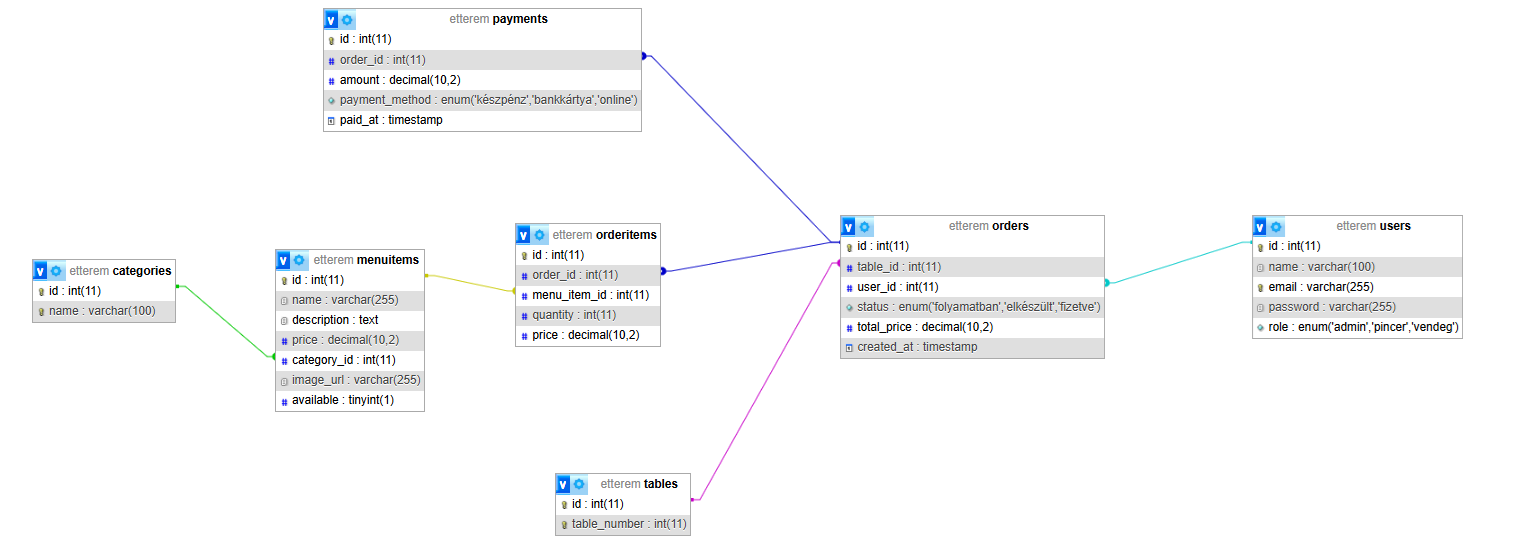 etterem payments
id : int(11)
order_id : int(11)
amount : decimal(10,2)
payment_method : enum('készpénz','bankkártya','online')
paid_at : timestamp
etterem categories
id : int(11)
name : varchar(100)
etterem menuitems
id : int(11)
name : varchar(255)
description : text
price : decimal(10,2)
category_id : int(11)
image_url : varchar(255)
available : tinyint(1)
etterem orderitems
id : int(11)
order_id : int(11)
menu_item_id : int(11)
quantity : int(11)
price : decimal(10,2)
etterem orders
id : int(11)
table_id : int(11)
user_id : int(11)
status : enum('folyamatban','elkészült','fizetve')
total_price : decimal(10,2)
created_at : timestamp
etterem users
id : int(11)
name : varchar(100)
email : varchar(255)
password : varchar(255)
role : enum('admin','pincer','vendeg')
etterem tables
id : int(11)
table_number : int(11)